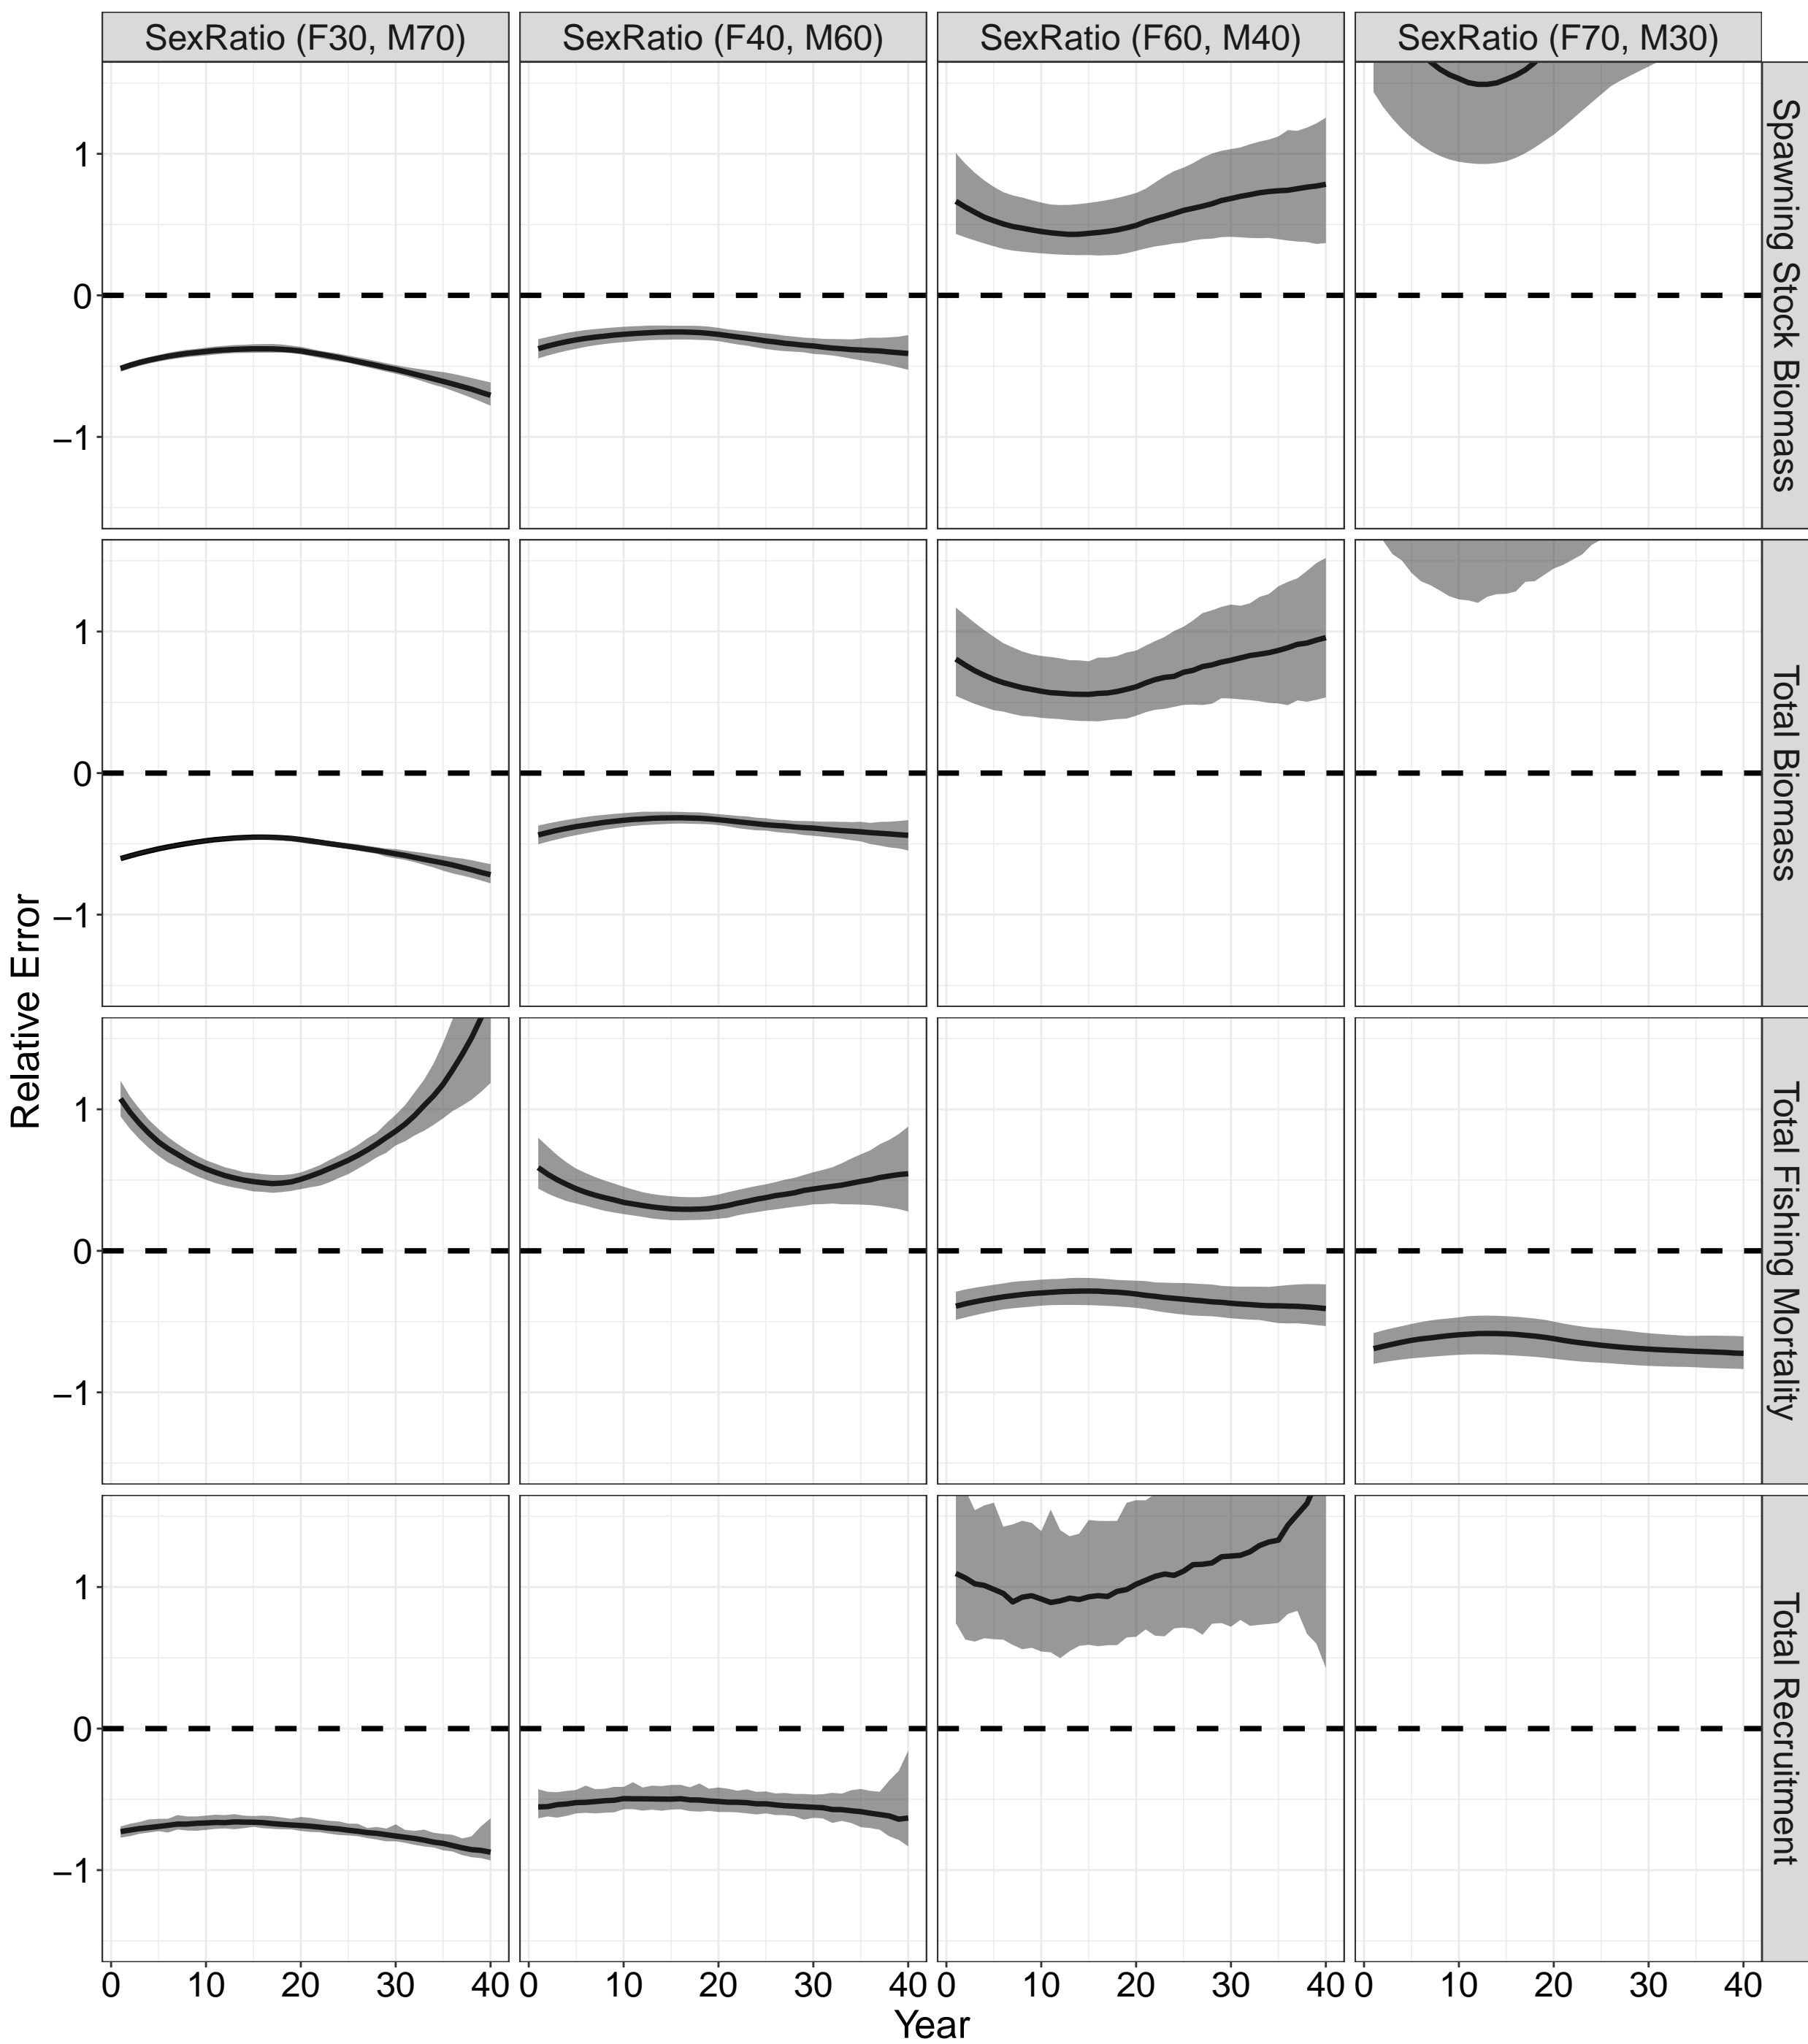 SexRatio (F30, M70) SexRatio (F40, M60) SexRatio (F60, M40) SexRatio (F70, M30)
Relative Error
1
0
−1
Spawning Stock Biomass
1
0
−1
Total Biomass
1
0
−1
Total Fishing Mortality
1
0
−1
Total Recruitment
0 10 20 30 40 0 10 20 30 40 0 10 20 30 40 0 10 20 30 40
Year